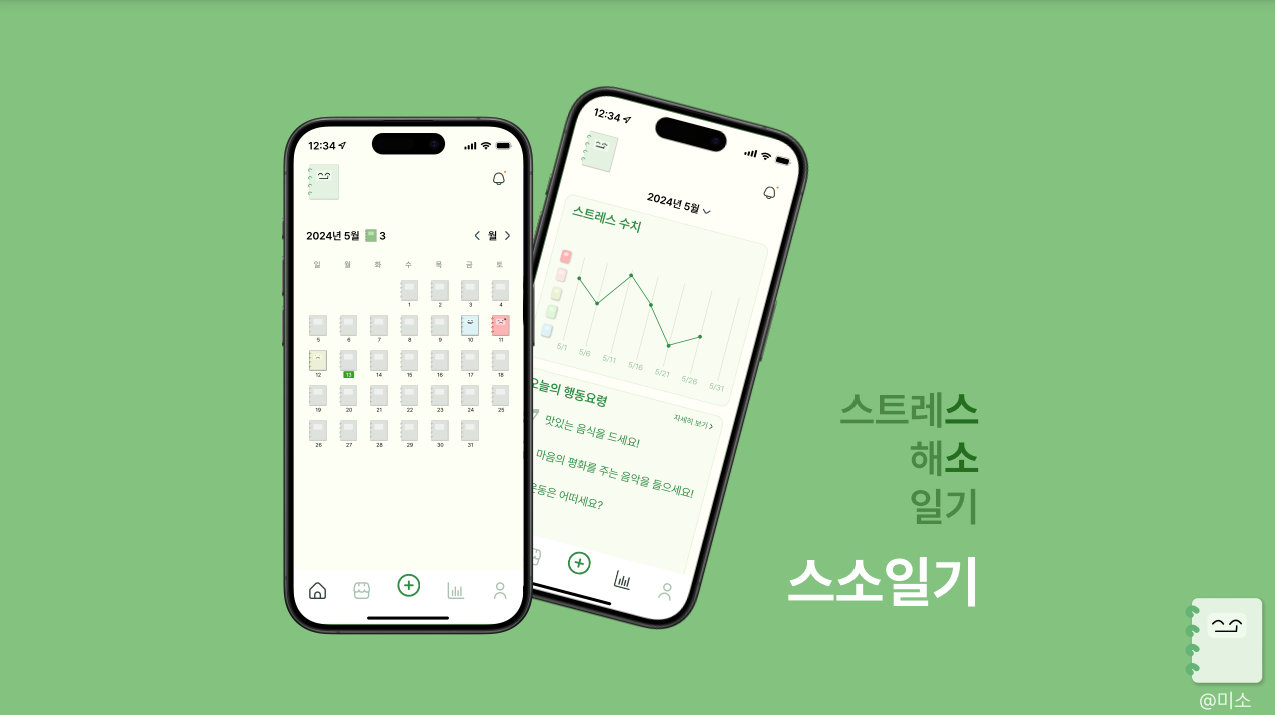 12:34
2024년 5월 3
월
일 월 화 수 목 금 토
1 2 3 4
5 6 7 8 9 10 11
12 13 14 15 16 17 18
19 20 21 22 23 24 25
26 27 28 29 30 31
12:34
2024년 5월
스트레스 수치
5/1 5/6 5/11 5/16 5/21 5/26 5/31
오늘의 행동요령
자세히 보기
맛있는 음식을 드세요!
마음의 평화를 주는 음악을 들으세요!
운동은 어떠세요?
스트레스
해소
일기
스소일기
@미소